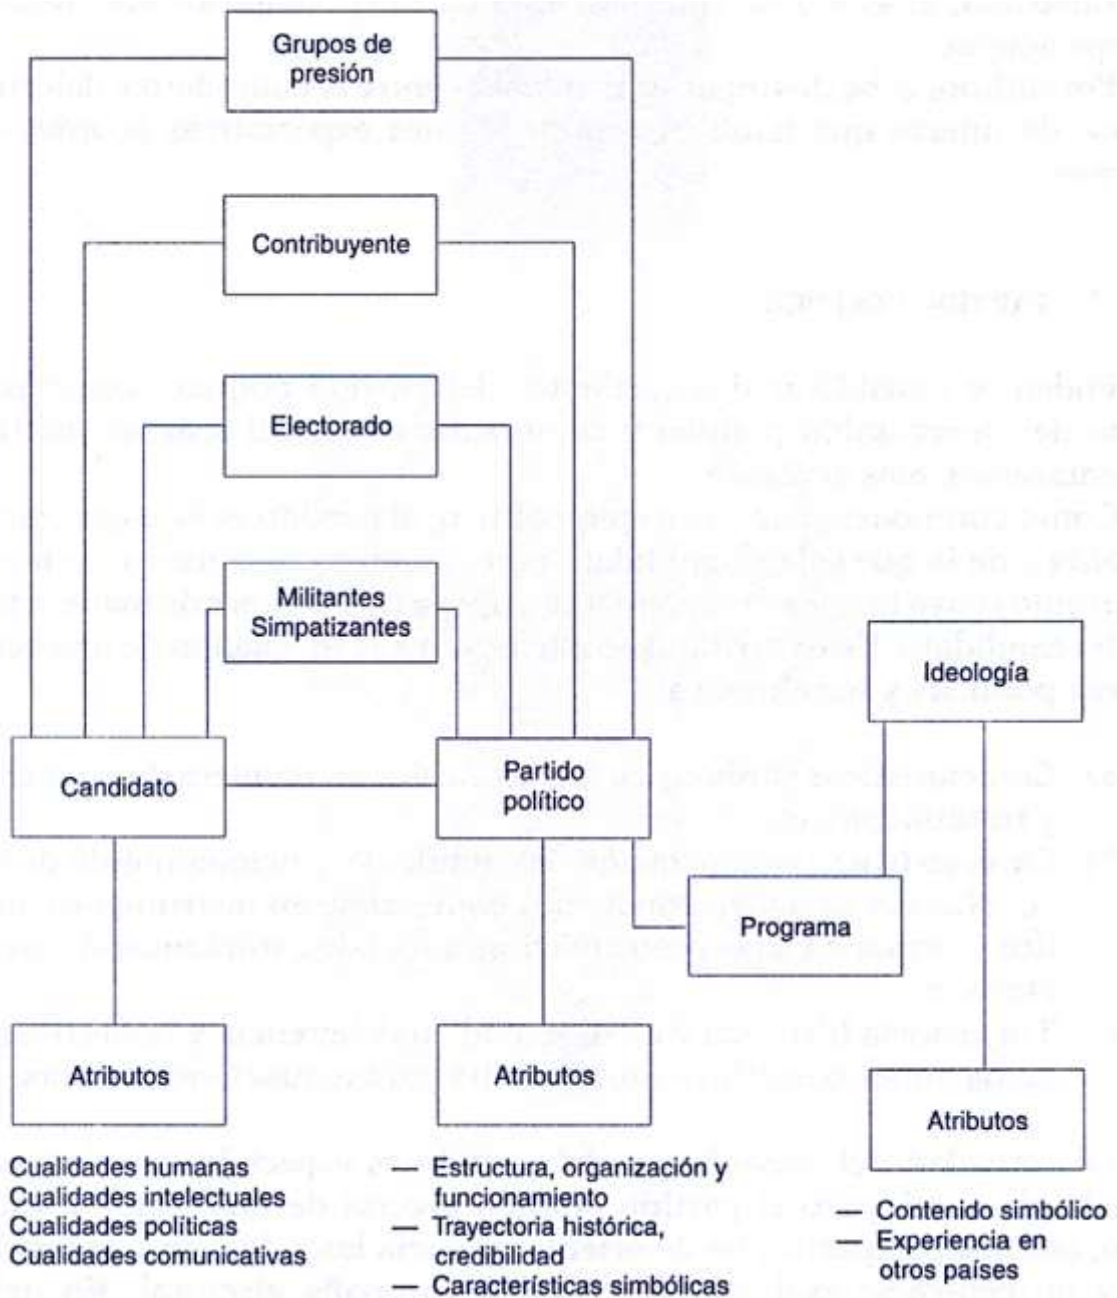 Grupos de
presión
Contribuyente
Electorado
Militantes
Simpatizantes
Ideología
Candidato
Partido
político
Programa
Atributos
Atributos
Atributos
Cualidades humanas
Cualidades intelectuales
Cualidades políticas
Cualidades comunicativas
— Estructura, organización y
funcionamiento
— Trayectoria histórica,
credibilidad
— Características simbólicas
— Contenido simbólico
— Experiencia en
otros países